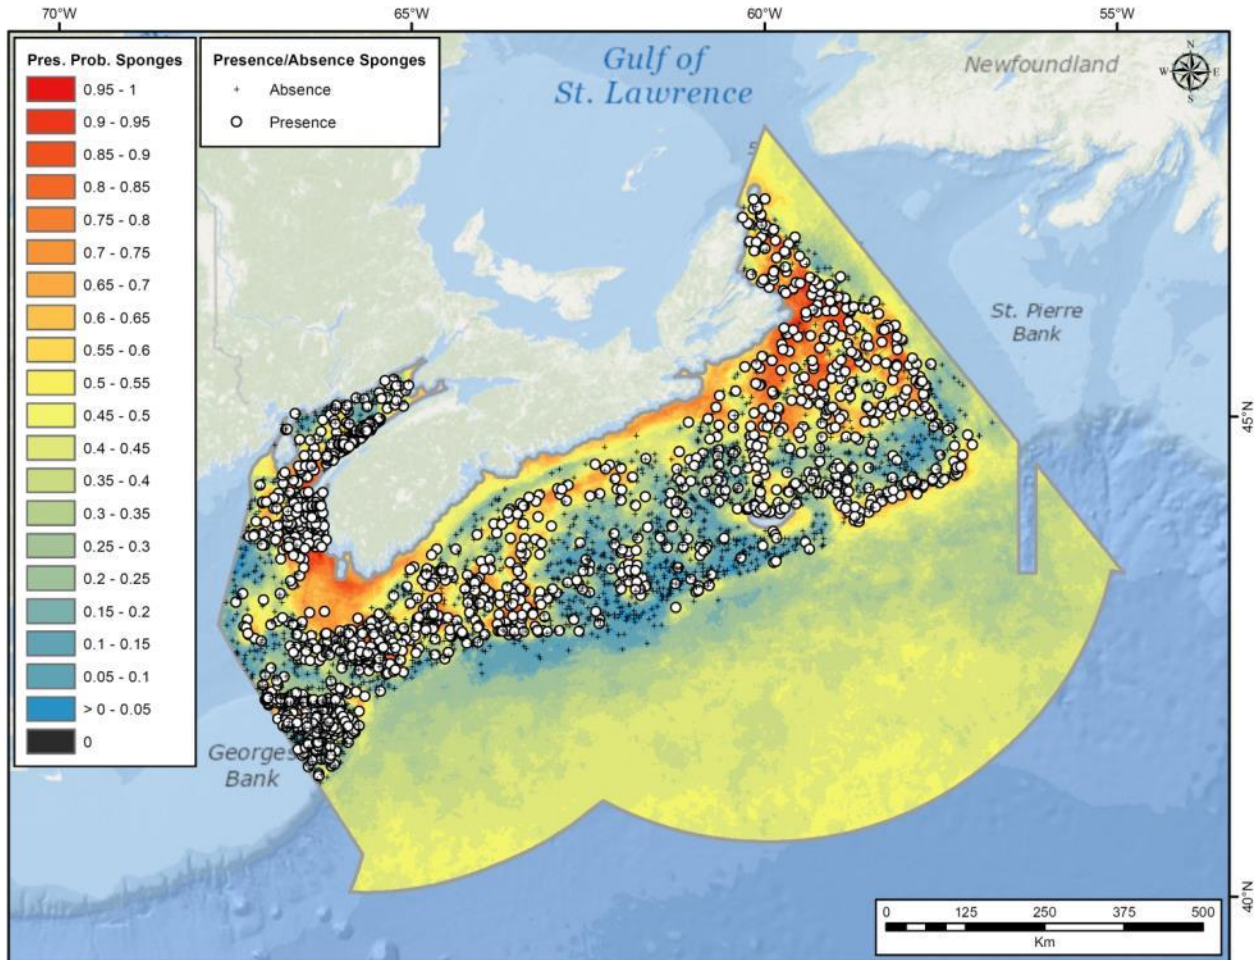 70°W
65°W
60°W
55°W
Pres. Prob. Sponges
0.95 - 1
0.9 - 0.95
0.85 - 0.9
0.8 - 0.85
0.75 - 0.8
0.7 - 0.75
0.65 - 0.7
0.6 - 0.65
0.55 - 0.6
0.5 - 0.55
0.45 - 0.5
0.4 - 0.45
0.35 - 0.4
0.3 - 0.35
0.25 - 0.3
0.2 - 0.25
0.15 - 0.2
0.1 - 0.15
0.05 - 0.1
> 0 - 0.05
0
Presence/Absence Sponges
Absence
Presence
Gulf of
St. Lawrence
Newfoundland
N
W E
S
St. Pierre
Bank
45°N
Georges
Bank
40°N
0 125 250 375 500
Km